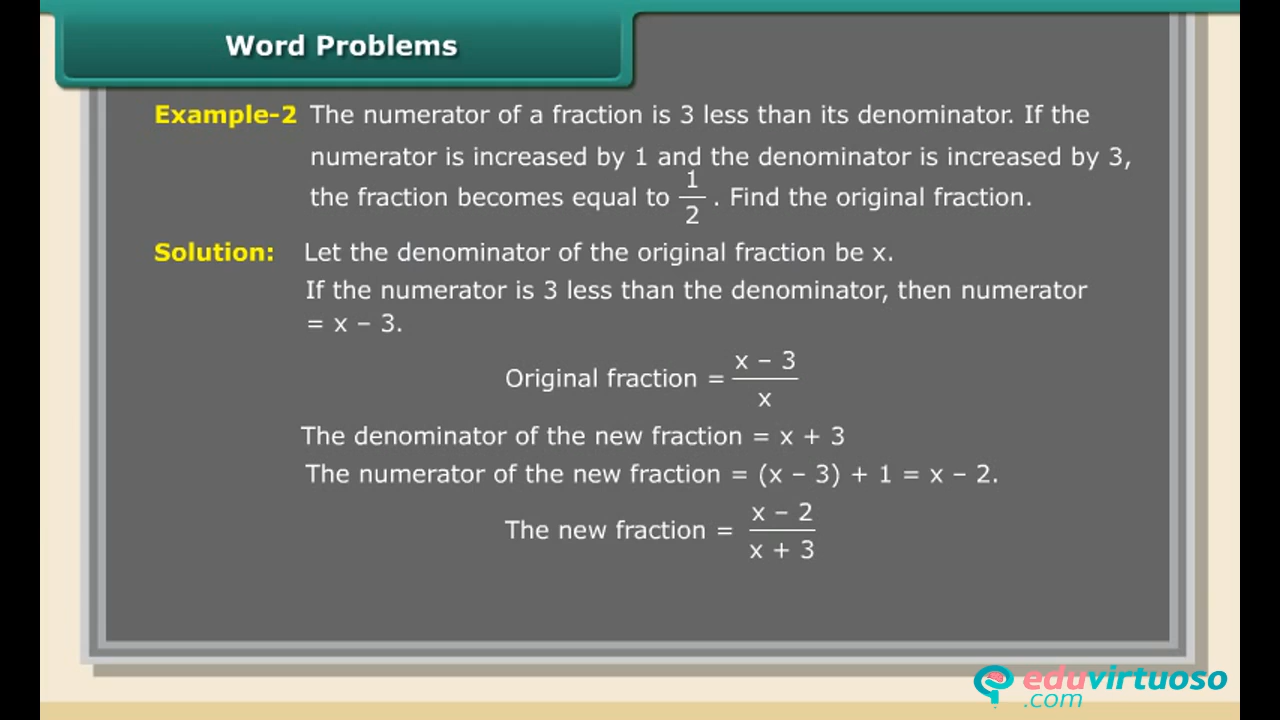 Word Problems
Example-2 The numerator of a fraction is 3 less than its denominator. If the
numerator is increased by 1 and the denominator is increased by 3,
the fraction becomes equal to 1/2 . Find the original fraction.
Solution: Let the denominator of the original fraction be x.
If the numerator is 3 less than the denominator, then numerator
= x – 3.
Original fraction = (x – 3)/x
The denominator of the new fraction = x + 3
The numerator of the new fraction = (x – 3) + 1 = x – 2.
The new fraction = (x – 2)/(x + 3)
eduvirtuoso
.com